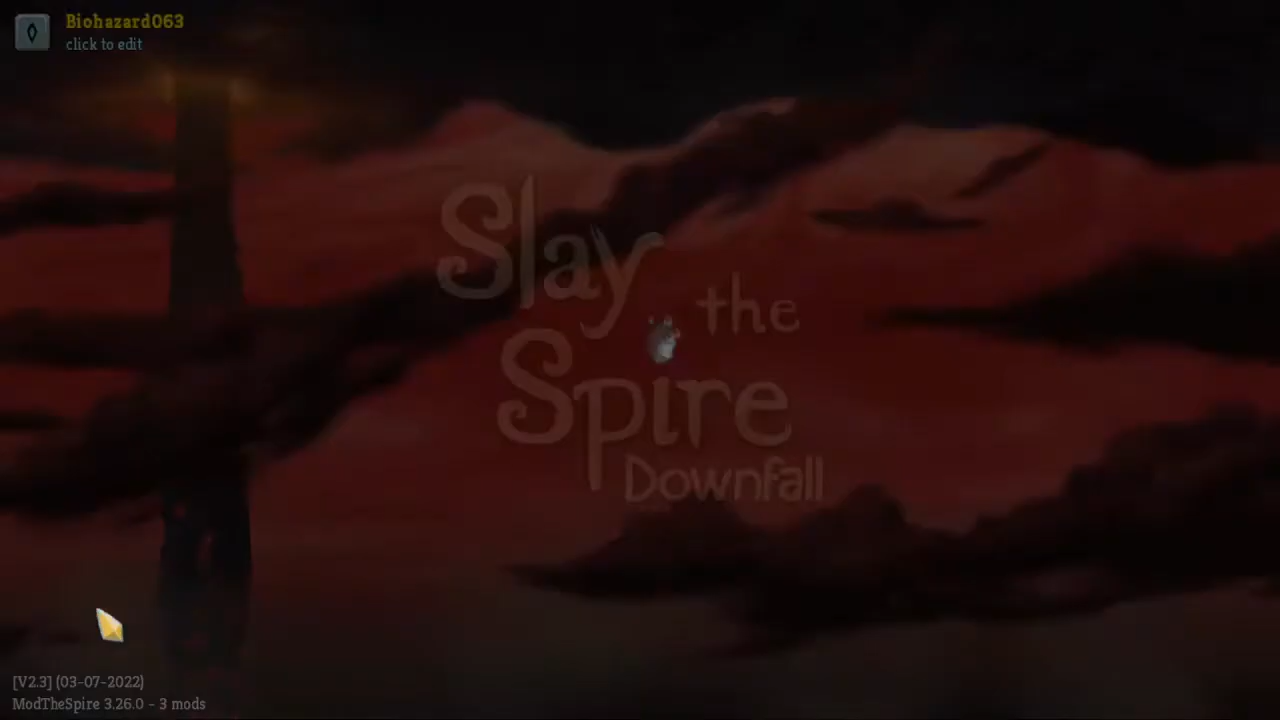 Biohazard063
click to edit
Slay
the
Spire
Downfall
[V2.3] (03-07-2022)
ModTheSpire 3.26.0 - 3 mods